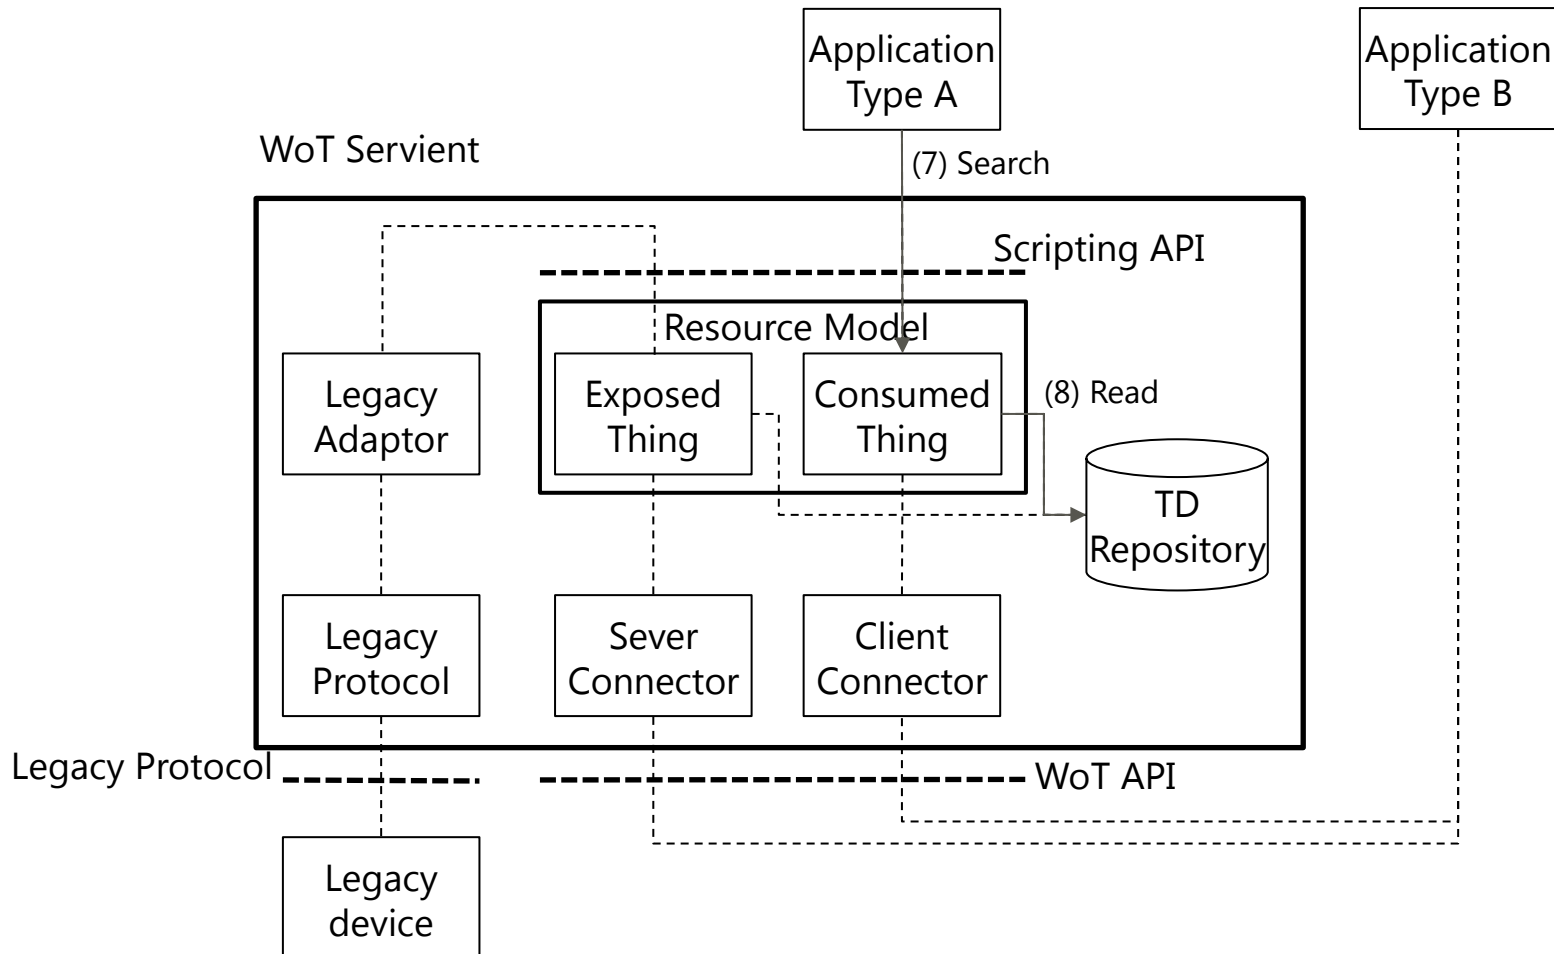 Application
Type A
Application
Type B
WoT Servient
(7) Search
Scripting API
Resource Model
Legacy
Adaptor
Exposed
Thing
Consumed
Thing
(8) Read
TD
Repository
Legacy
Protocol
Sever
Connector
Client
Connector
Legacy Protocol
WoT API
Legacy
device